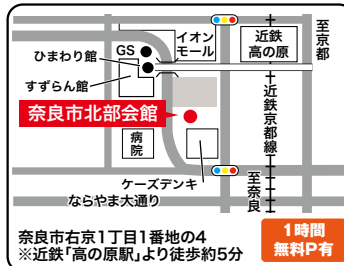 至京都
GS
イオン
モール
近鉄
高の原
ひまわり館
すずらん館
奈良市北部会館
近鉄京都線
病院
ケーズデンキ
至奈良
ならやま大通り
奈良市右京1丁目1番地の4
※近鉄「高の原駅」より徒歩約5分
1時間
無料P有